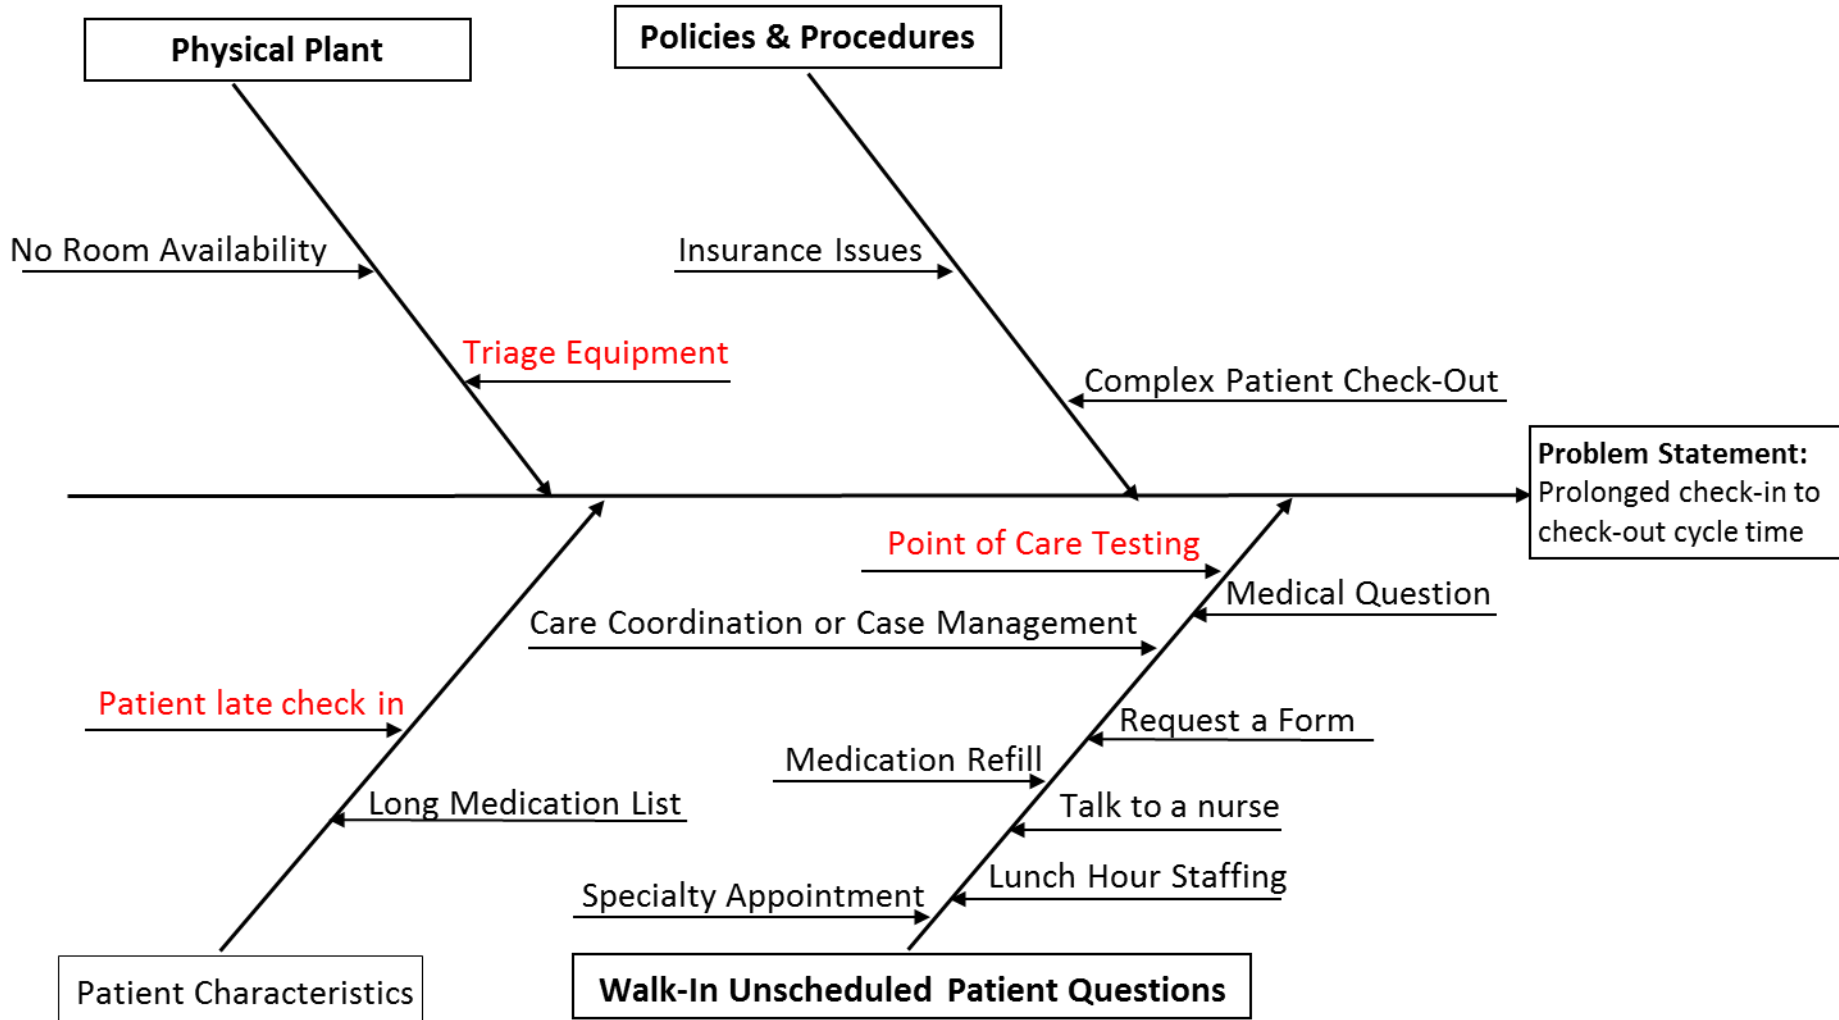 Physical Plant
Policies & Procedures
No Room Availability
Insurance Issues
Triage Equipment
Complex Patient Check-Out
Problem Statement:
Prolonged check-in to
check-out cycle time
Point of Care Testing
Medical Question
Care Coordination or Case Management
Patient late check in
Request a Form
Medication Refill
Long Medication List
Talk to a nurse
Lunch Hour Staffing
Specialty Appointment
Patient Characteristics
Walk-In Unscheduled Patient Questions